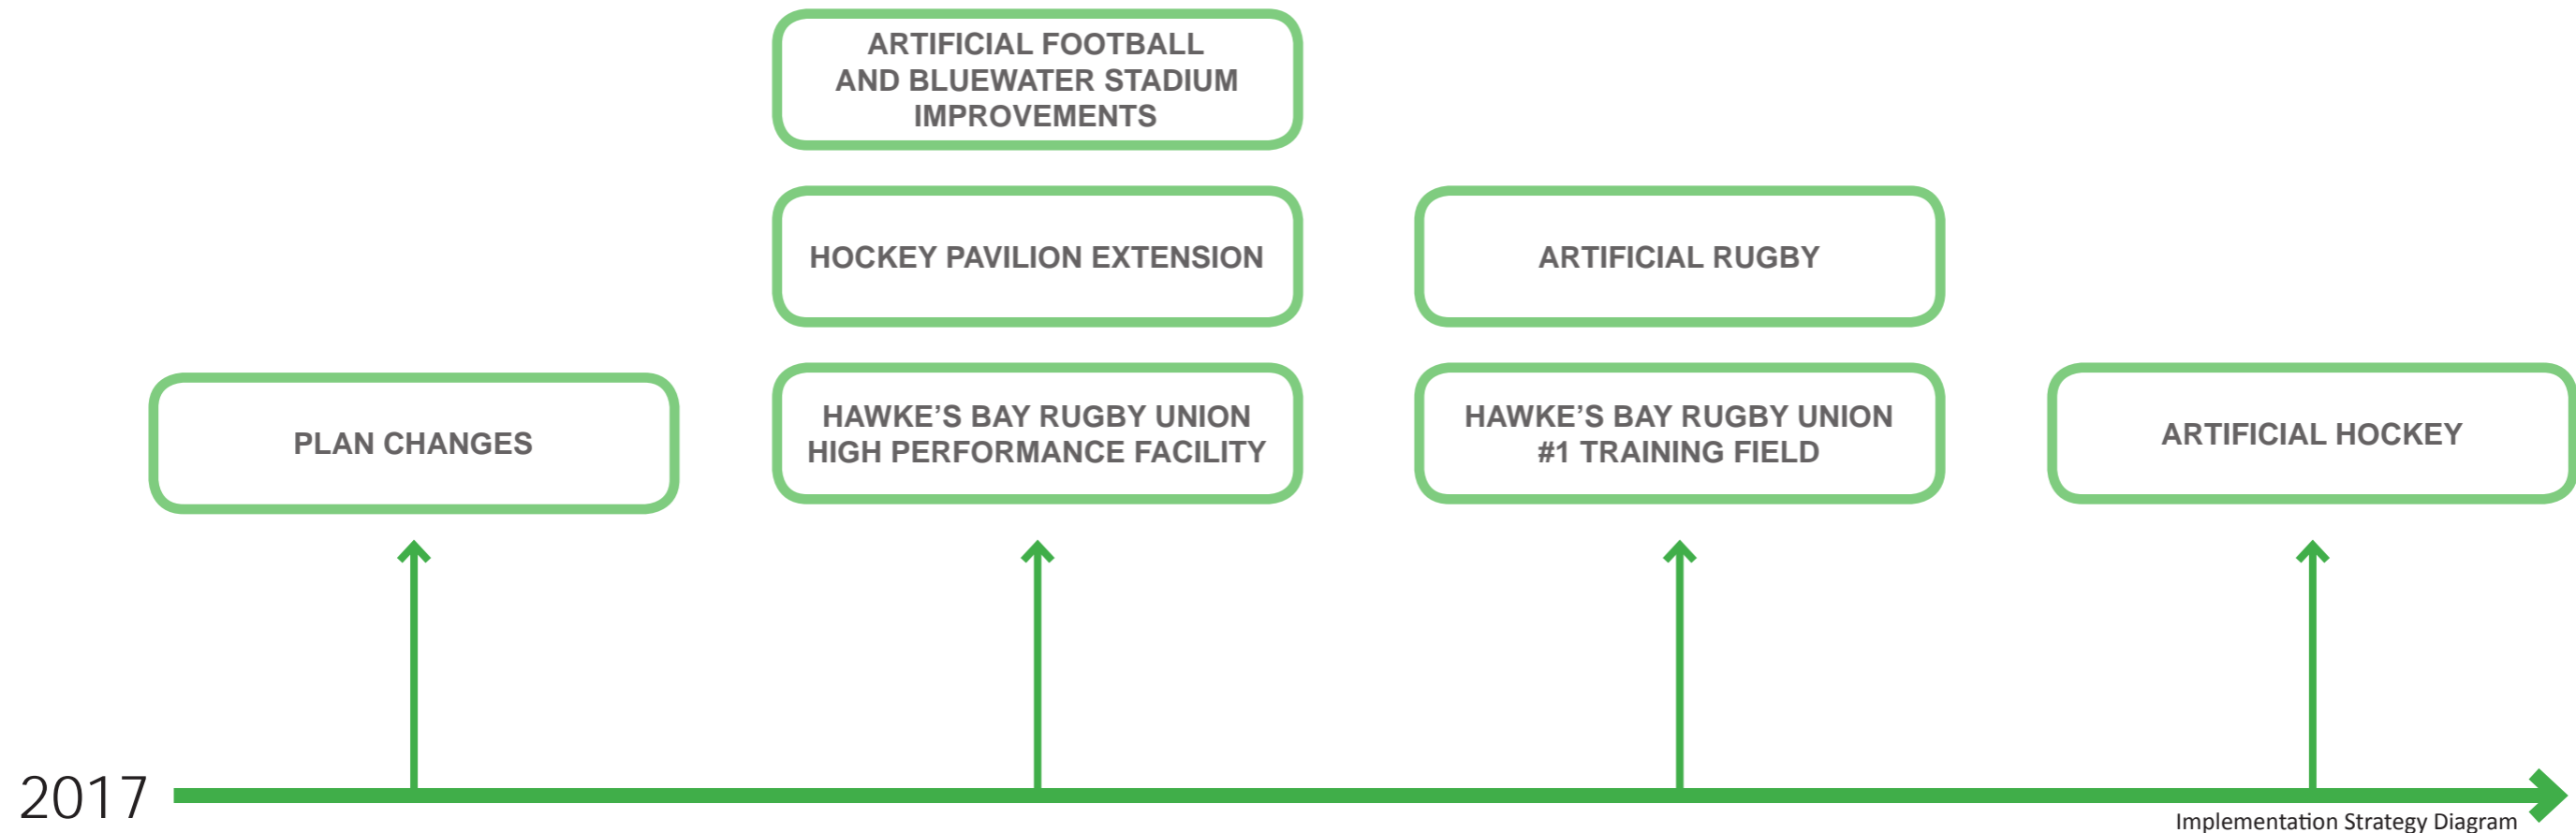 ARTIFICIAL FOOTBALL
AND BLUEWATER STADIUM
IMPROVEMENTS
HOCKEY PAVILION EXTENSION
ARTIFICIAL RUGBY
PLAN CHANGES
HAWKE’S BAY RUGBY UNION
HIGH PERFORMANCE FACILITY
HAWKE’S BAY RUGBY UNION
#1 TRAINING FIELD
ARTIFICIAL HOCKEY
2017
Implementation Strategy Diagram